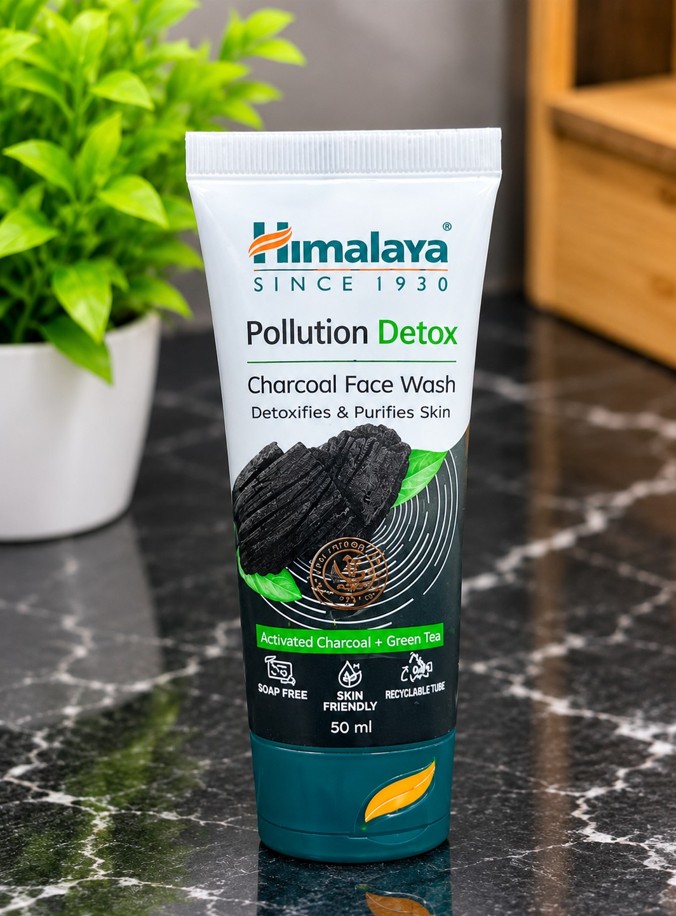 Himalaya®
SINCE 1930
Pollution Detox
Charcoal Face Wash
Detoxifies & Purifies Skin
Activated Charcoal + Green Tea
SOAP FREE
SKIN
FRIENDLY
RECYCLABLE TUBE
50 ml